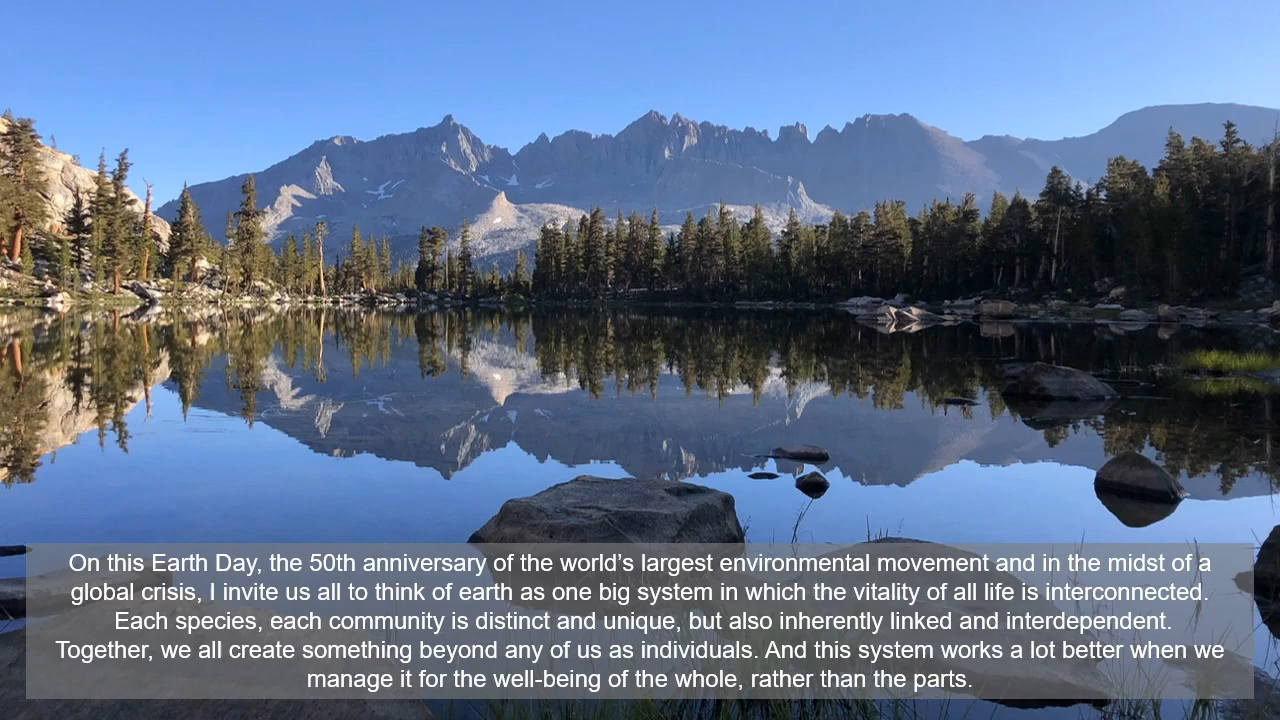 On this Earth Day, the 50th anniversary of the world’s largest environmental movement and in the midst of a
global crisis, I invite us all to think of earth as one big system in which the vitality of all life is interconnected.
Each species, each community is distinct and unique, but also inherently linked and interdependent.
Together, we all create something beyond any of us as individuals. And this system works a lot better when we
manage it for the well-being of the whole, rather than the parts.